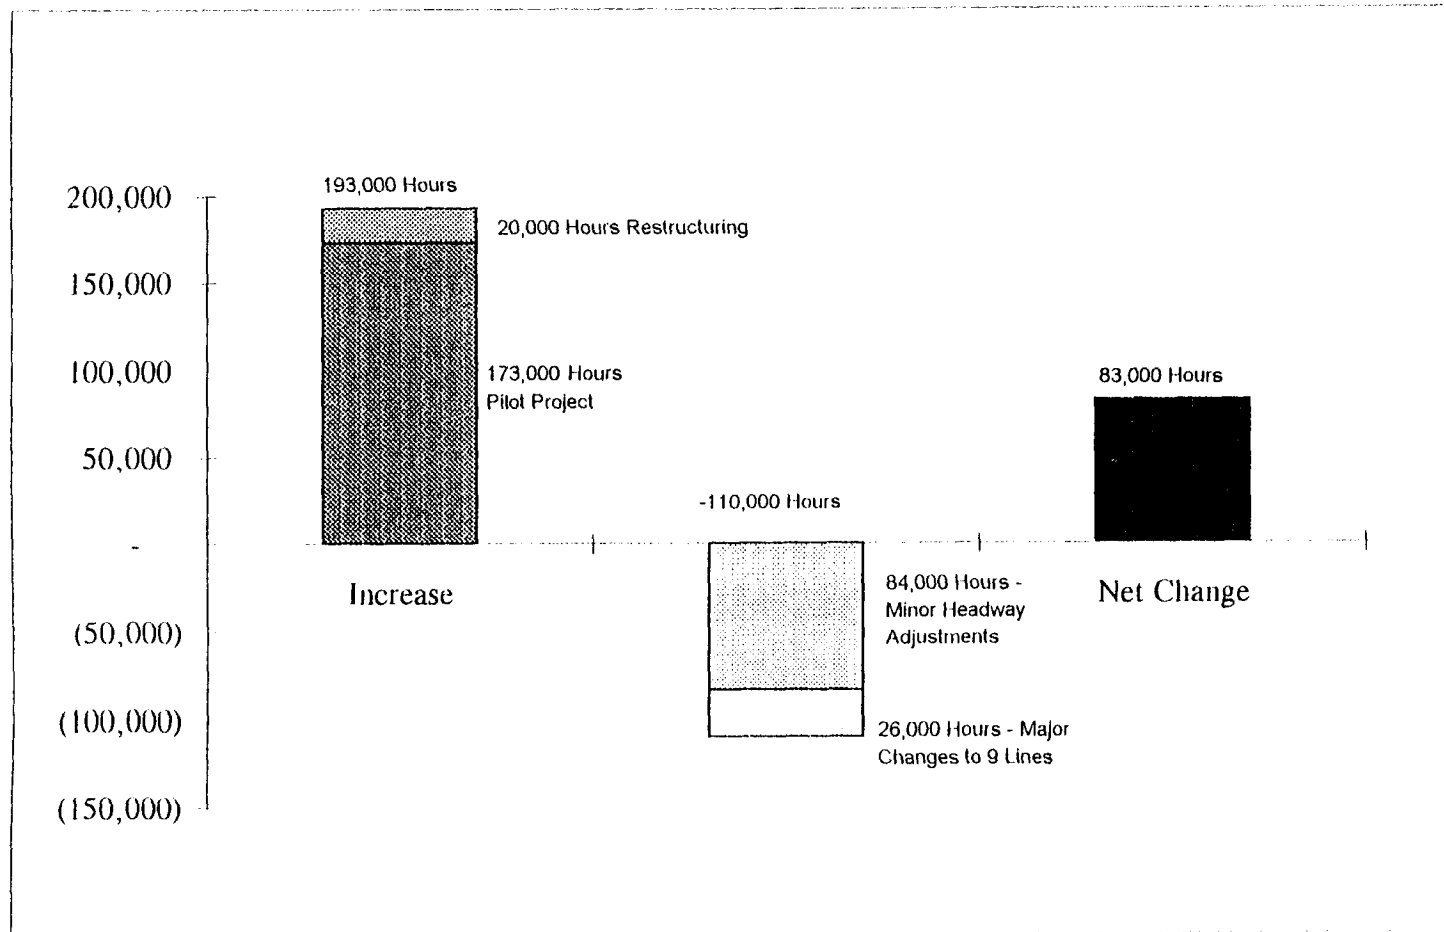 193,000 Hours
200,000
20,000 Hours Restructuring
150,000
100,000
173,000 Hours
Pilot Project
83,000 Hours
50,000
-110,000 Hours
-
Increase
84,000 Hours -
Minor Headway
Adjustments
Net Change
(50,000)
(100,000)
26,000 Hours - Major
Changes to 9 Lines
(150,000)